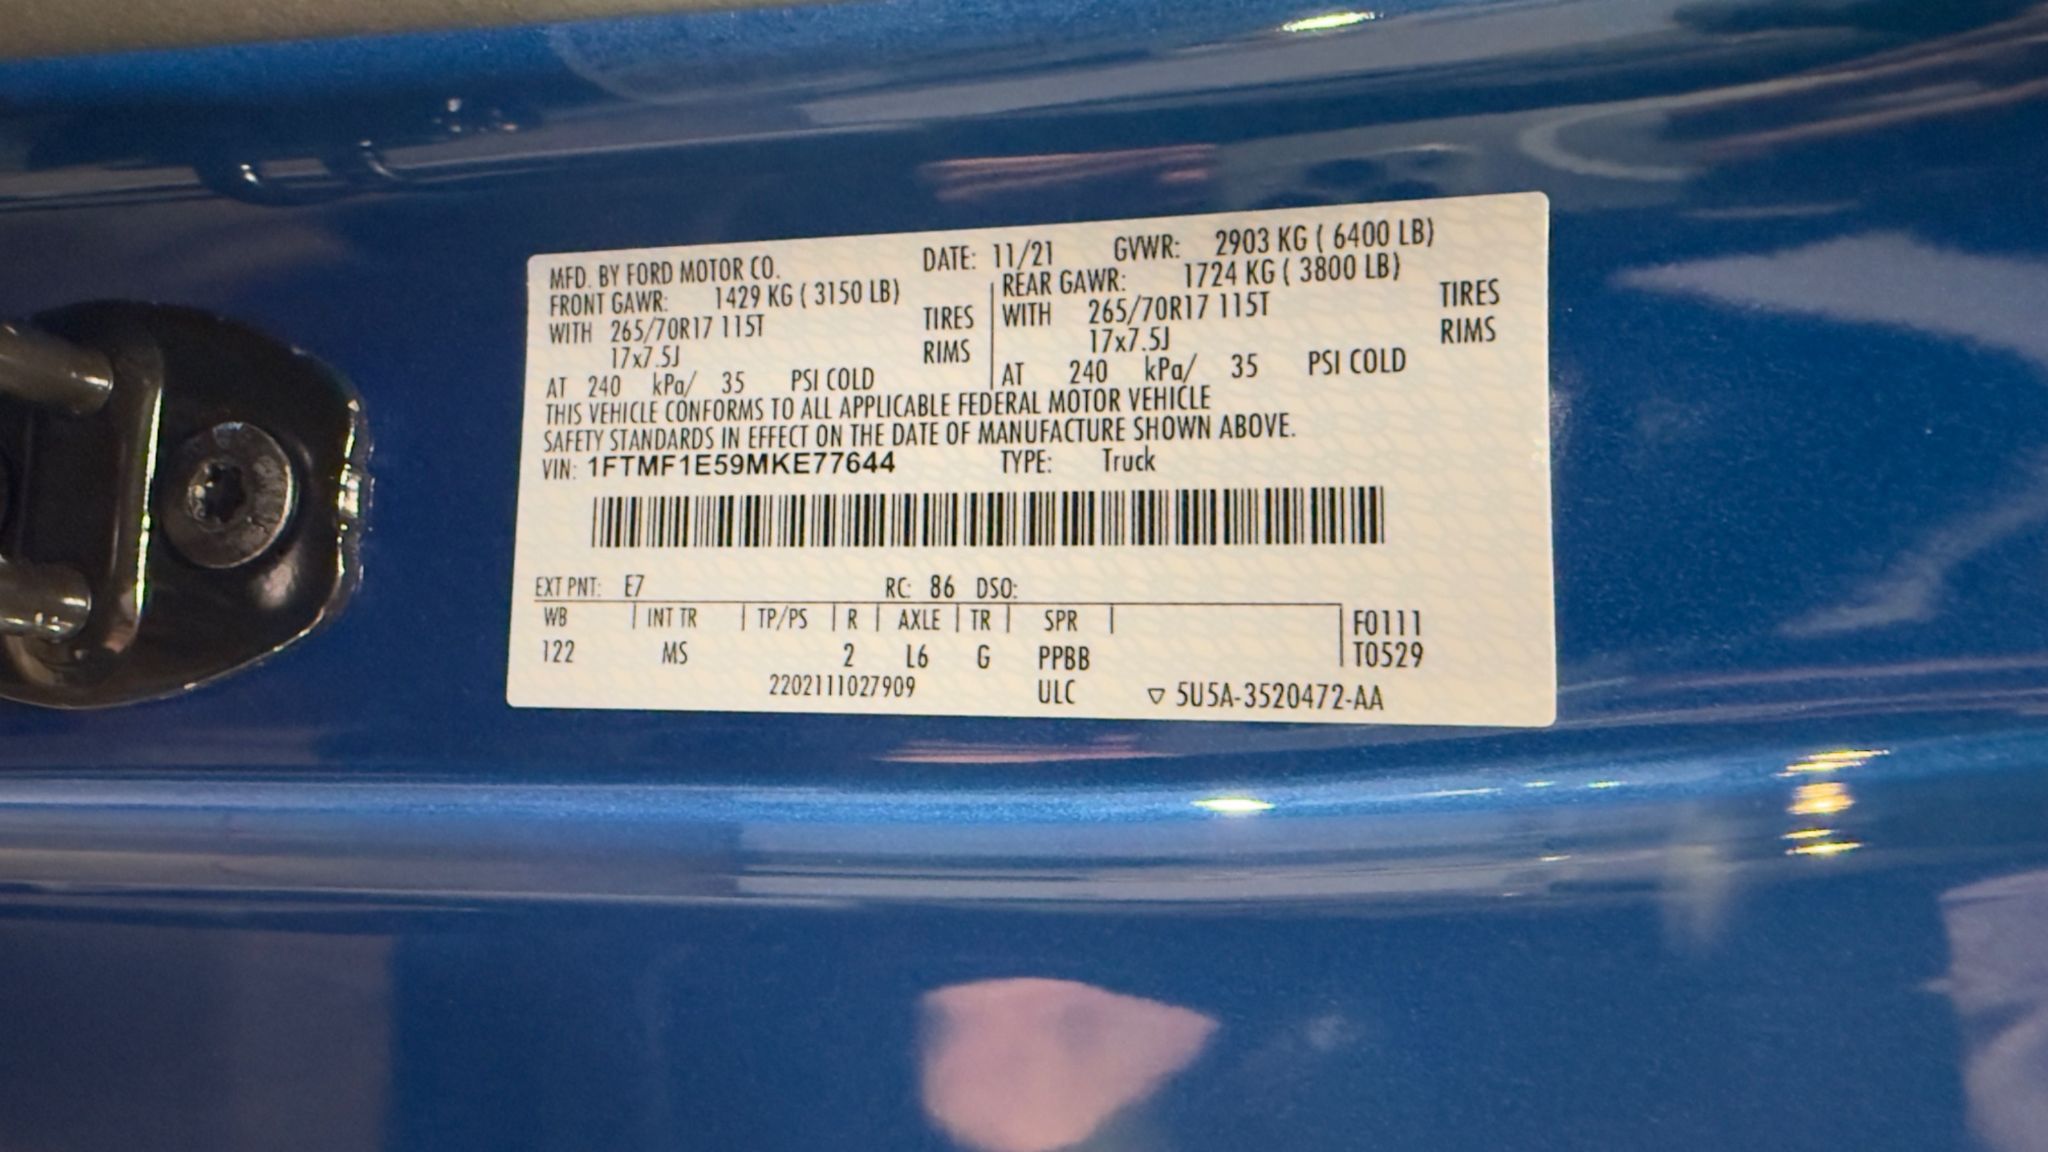 MFD. BY FORD MOTOR CO. DATE: 11/21 GVWR: 2903 KG ( 6400 LB)
FRONT GAWR: 1429 KG ( 3150 LB) REAR GAWR: 1724 KG ( 3800 LB)
WITH 265/70R17 115T TIRES WITH 265/70R17 115T TIRES
17x7.5J RIMS 17x7.5J RIMS
AT 240 kPa/ 35 PSI COLD AT 240 kPa/ 35 PSI COLD
THIS VEHICLE CONFORMS TO ALL APPLICABLE FEDERAL MOTOR VEHICLE
SAFETY STANDARDS IN EFFECT ON THE DATE OF MANUFACTURE SHOWN ABOVE.
VIN: 1FTMF1E59MKE77644 TYPE: Truck
EXT PNT: E7 RC: 86 DSO:
WB INT TR TP/PS R AXLE TR SPR F0111
122 MS 2 L6 G PPBB T0529
2202111027909 ULC ▽ 5U5A-3520472-AA